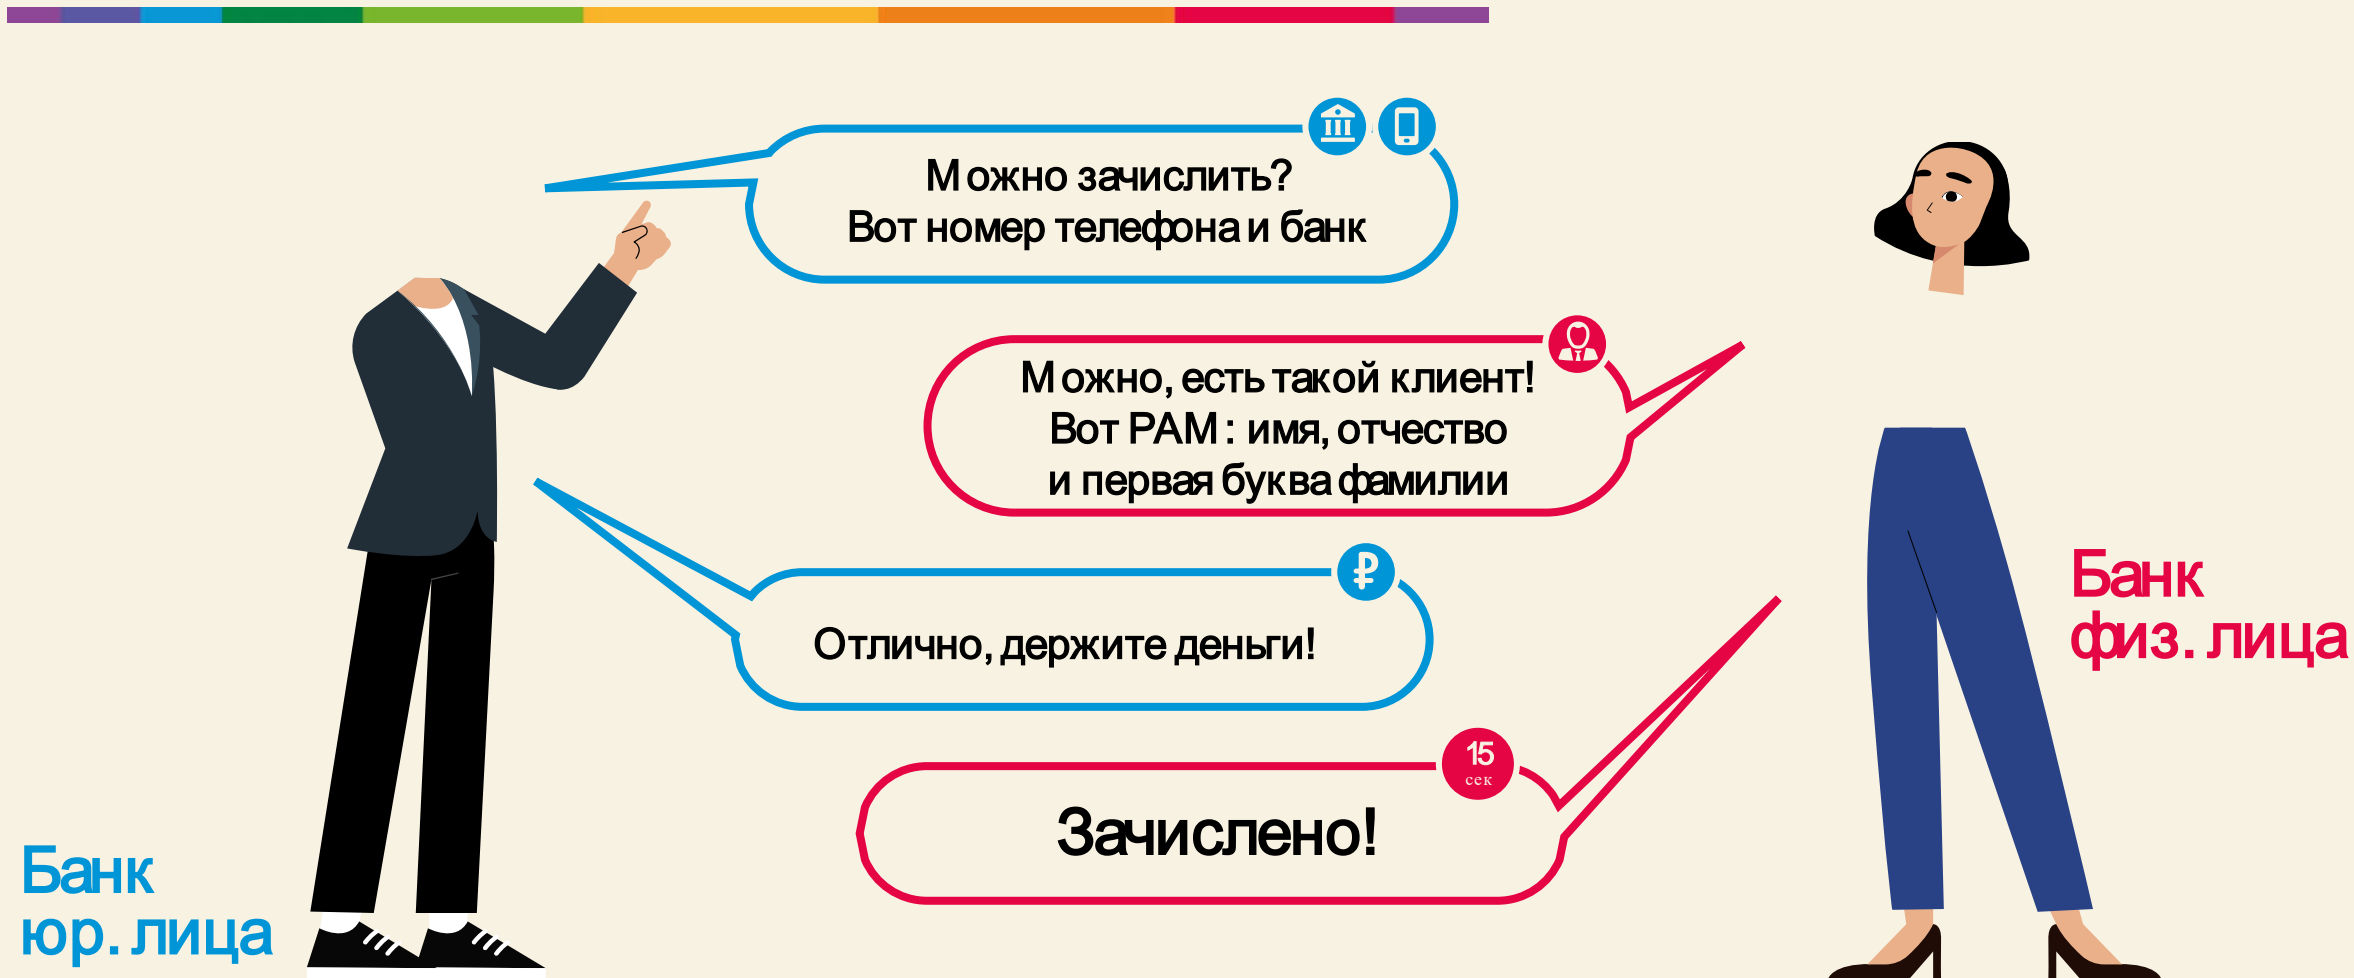 Можно зачислить?
Вот номер телефона и банк
Можно, есть такой клиент!
Вот PAM: имя, отчество
и первая буква фамилии
₽
Отлично, держите деньги!
15
сек
Зачислено!
Банк
юр. лица
Банк
физ. лица